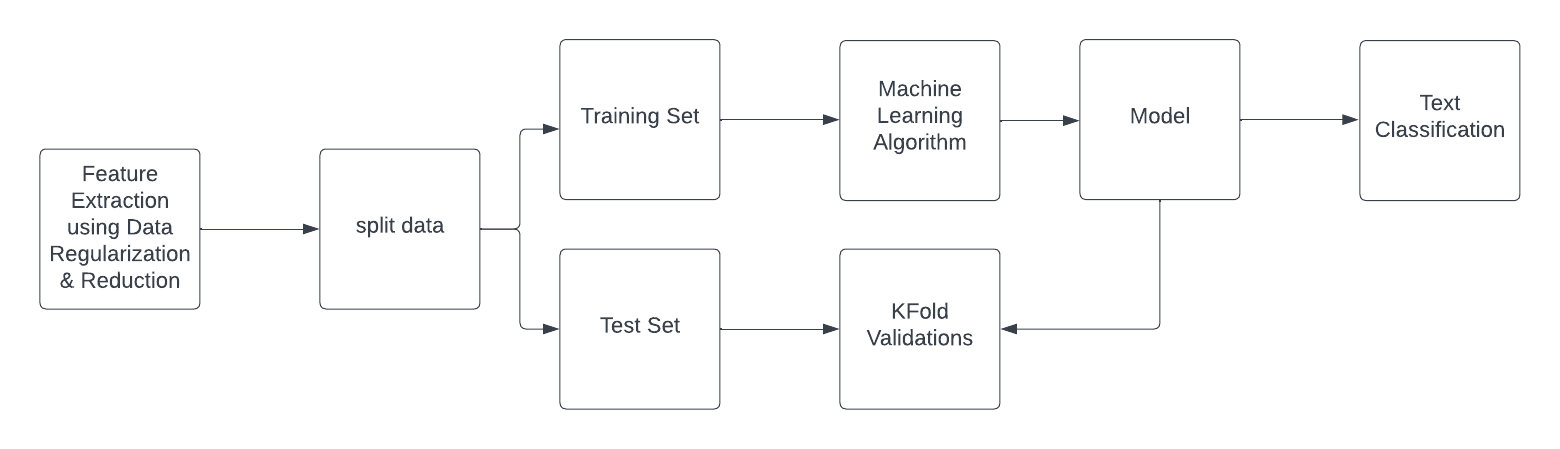 Feature
Extraction
using Data
Regularization
& Reduction
split data
Training Set
Test Set
Machine
Learning
Algorithm
KFold
Validations
Model
Text
Classification